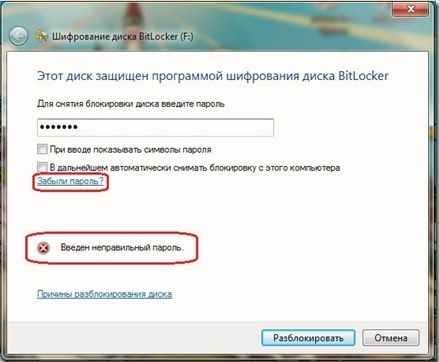 Шифрование диска BitLocker (F:)
Этот диск защищен программой шифрования диска BitLocker
Для снятия блокировки диска введите пароль
•••••••
При вводе показывать символы пароля
В дальнейшем автоматически снимать блокировку с этого компьютера
Забыли пароль?
Введен неправильный пароль.
Причины разблокирования диска
Разблокировать
Отмена